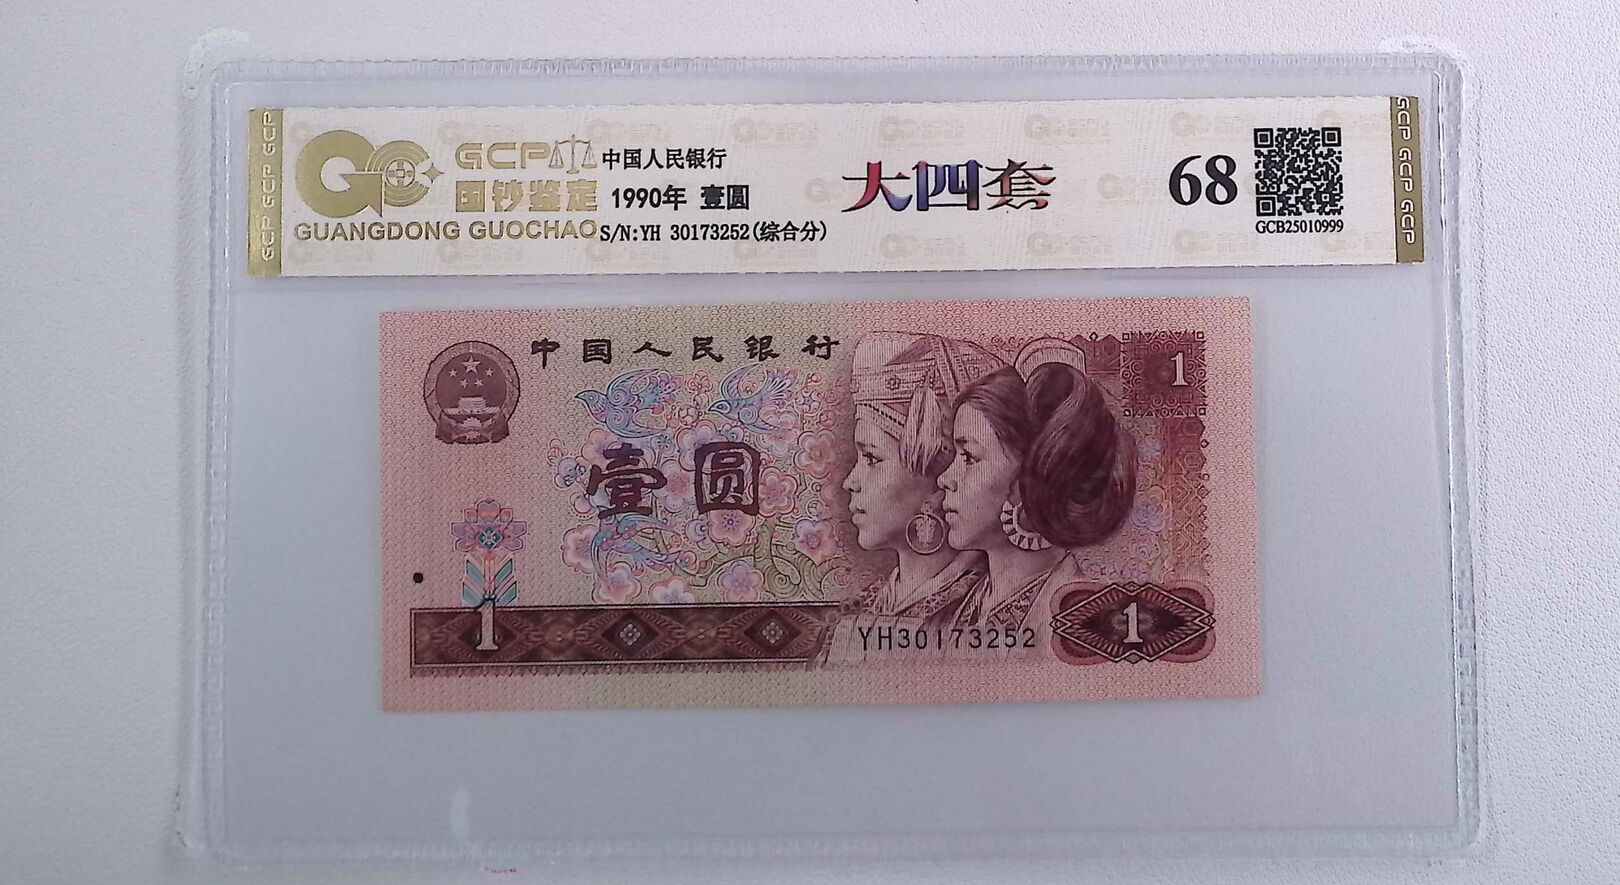 GCP GCP GCP
GCP
国钞鉴定
GUANGDONG GUOCHAO
中国人民银行
1990年 壹圆
S/N:YH 30173252(综合分)
大四套
68
GCB25010999
GCP GCP GCP
中国人民银行
1
壹圆
1
YH30173252
1